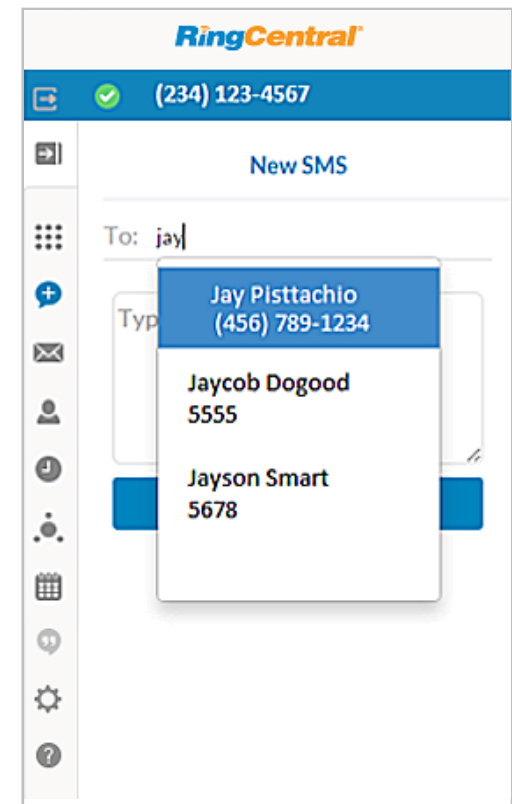 RingCentral®
(234) 123-4567
New SMS
To: jay
Typ
Jay Pisttachio
(456) 789-1234
Jaycob Dogood
5555
Jayson Smart
5678